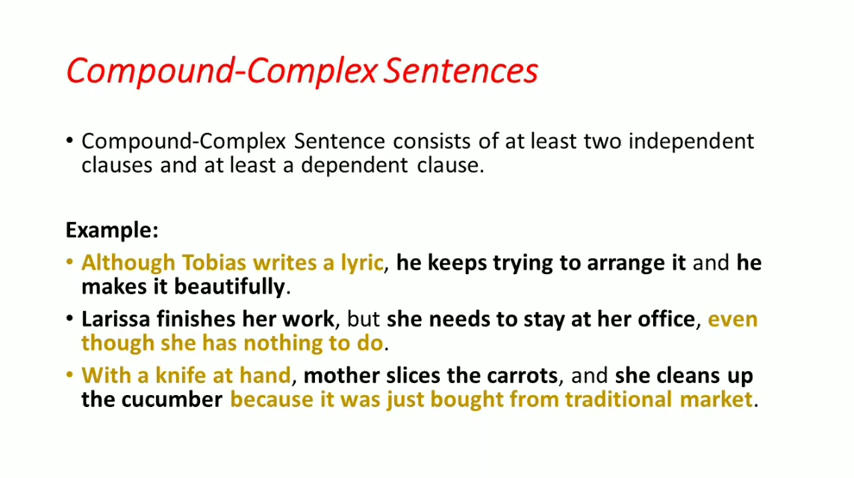 Compound-Complex Sentences
• Compound-Complex Sentence consists of at least two independent
clauses and at least a dependent clause.
Example:
• Although Tobias writes a lyric, he keeps trying to arrange it and he
makes it beautifully.
• Larissa finishes her work, but she needs to stay at her office, even
though she has nothing to do.
• With a knife at hand, mother slices the carrots, and she cleans up
the cucumber because it was just bought from traditional market.